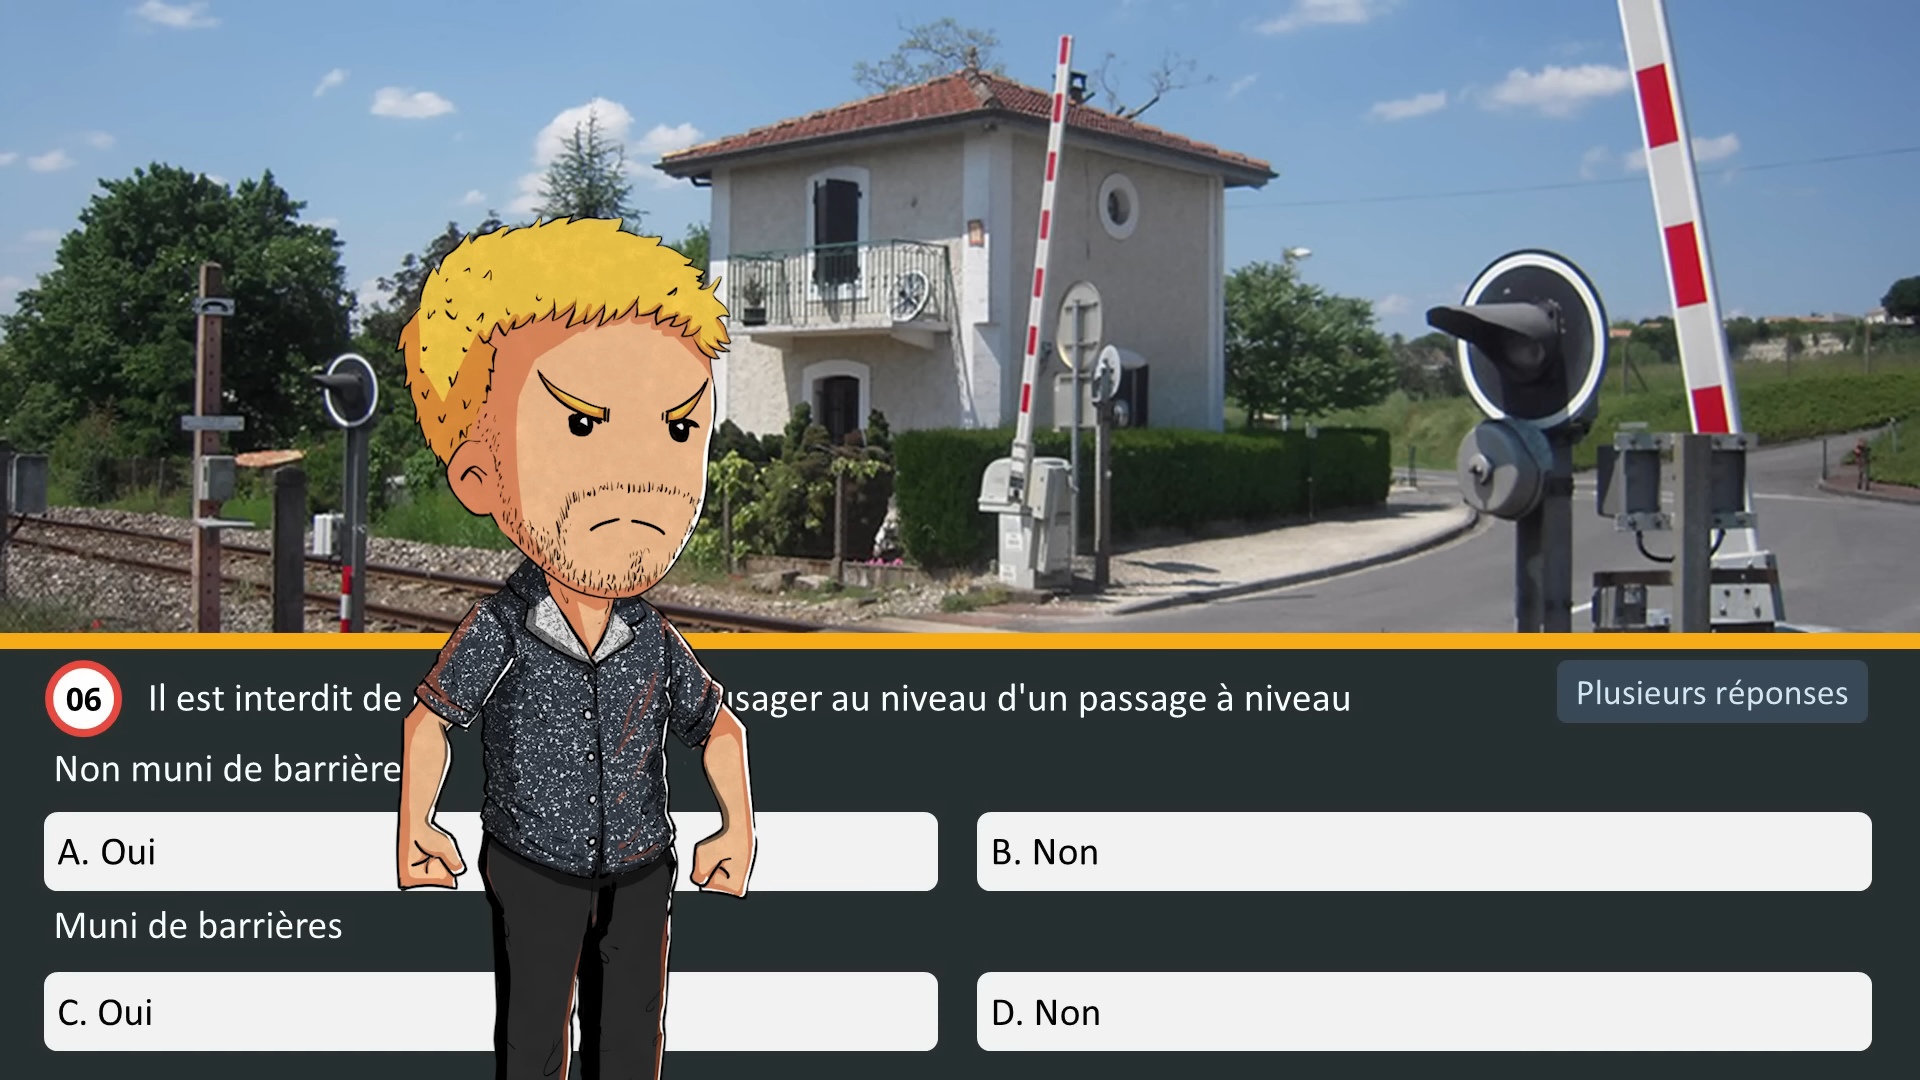 06 Il est interdit de usager au niveau d'un passage à niveau
Plusieurs réponses
Non muni de barrière
A. Oui
B. Non
Muni de barrières
C. Oui
D. Non